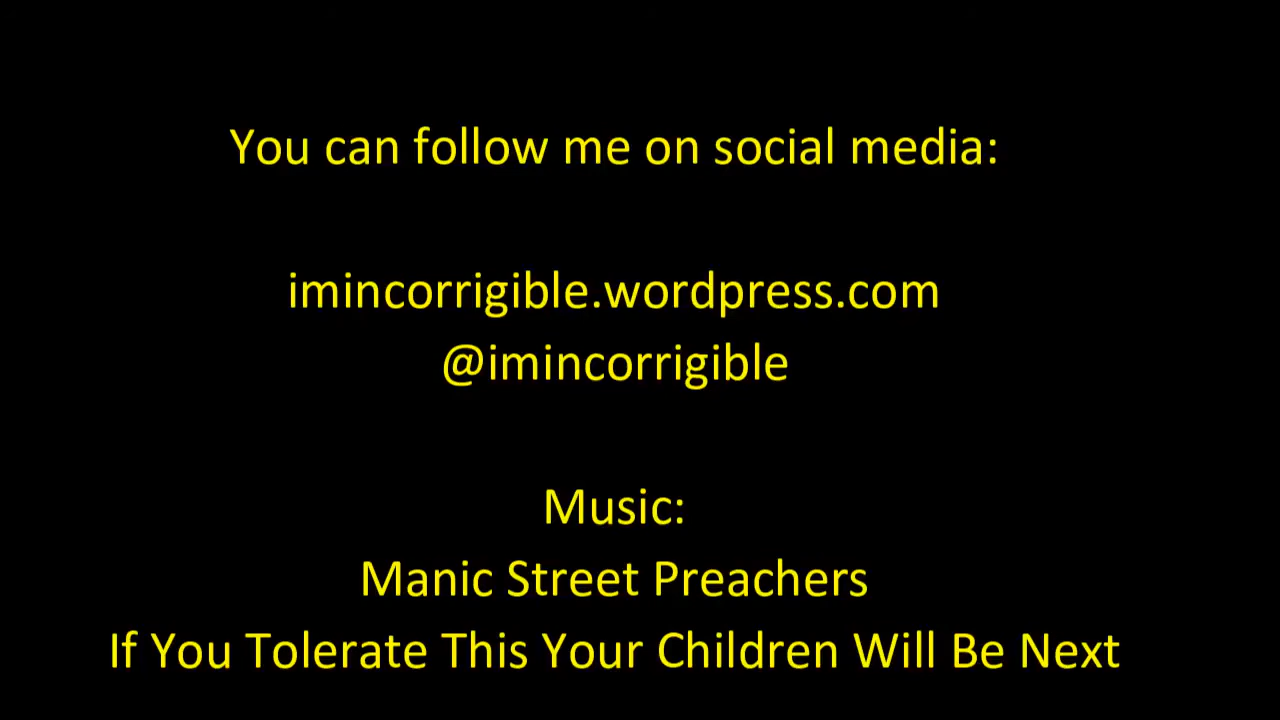 You can follow me on social media:
imincorrigible.wordpress.com
@imincorrigible
Music:
Manic Street Preachers
If You Tolerate This Your Children Will Be Next